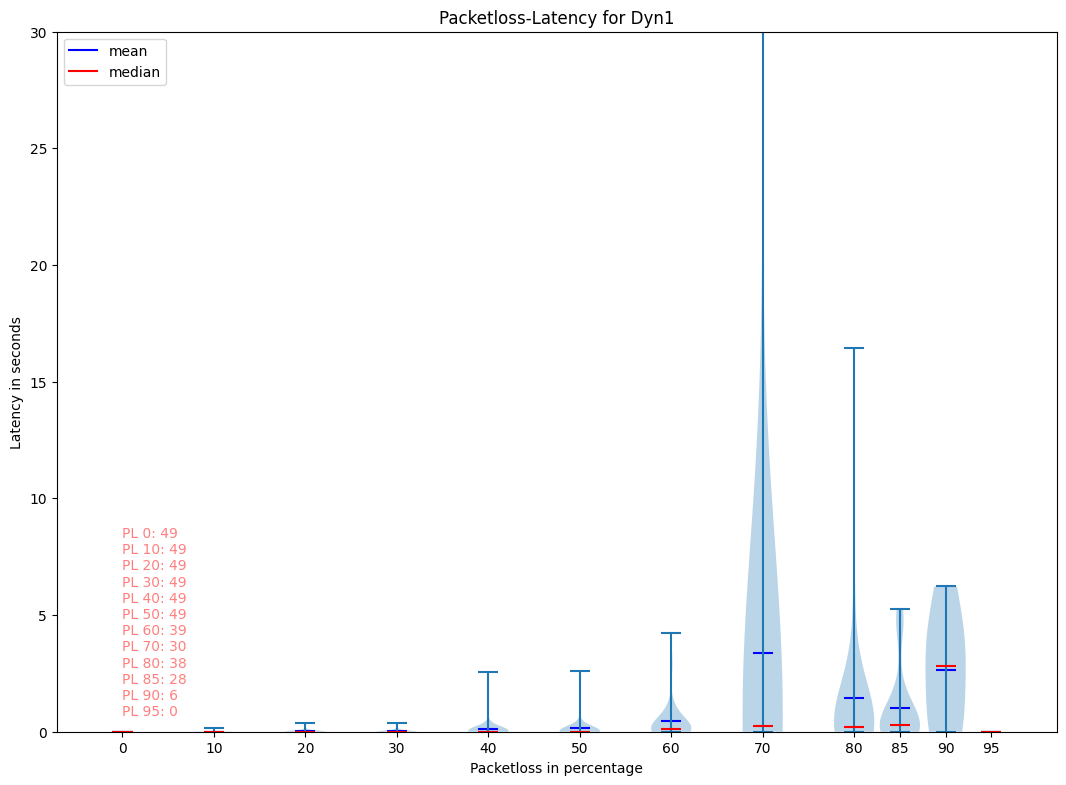 Packetloss-Latency for Dyn1
mean
median
30
25
20
15
10
5
0
Latency in seconds
PL 0: 49
PL 10: 49
PL 20: 49
PL 30: 49
PL 40: 49
PL 50: 49
PL 60: 39
PL 70: 30
PL 80: 38
PL 85: 28
PL 90: 6
PL 95: 0
0 10 20 30 40 50 60 70 80 85 90 95
Packetloss in percentage